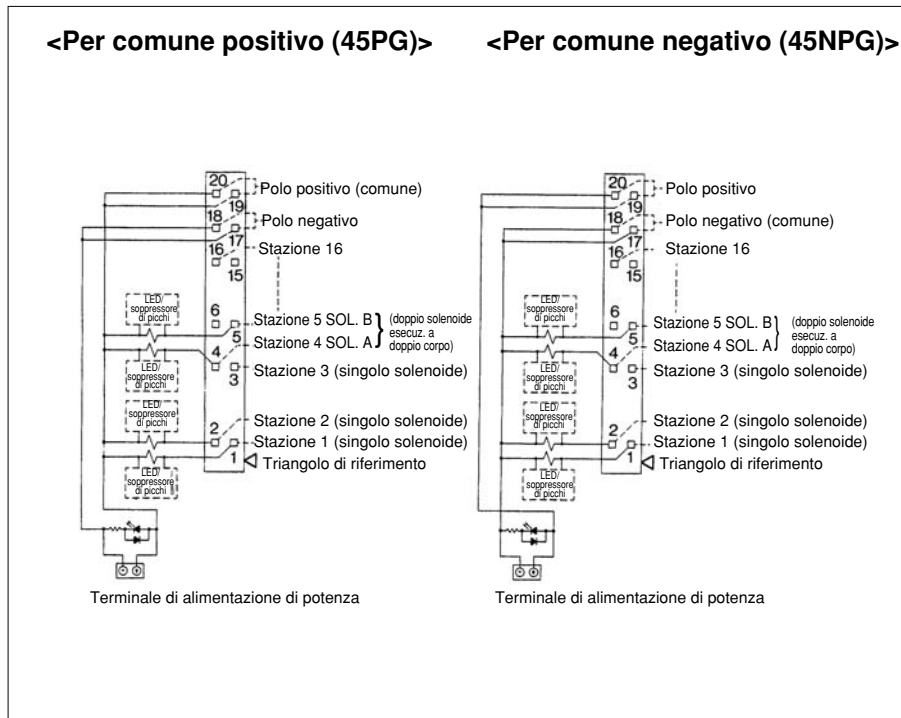 <Per comune positivo (45PG)>
20
Polo positivo (comune)
19
18
Polo negativo
17
16
Stazione 16
15
LED/
soppressore
di picchi
6
Stazione 5 SOL. B
5
(doppio solenoide
esecuz. a
doppio corpo)
4
Stazione 4 SOL. A
LED/
soppressore
di picchi
3
Stazione 3 (singolo solenoide)
LED/
soppressore
di picchi
2
Stazione 2 (singolo solenoide)
Stazione 1 (singolo solenoide)
1
Triangolo di riferimento
LED/
soppressore
di picchi
Terminale di alimentazione di potenza
<Per comune negativo (45NPG)>
20
Polo positivo
19
18
Polo negativo (comune)
17
16
Stazione 16
15
LED/
soppressore
di picchi
6
Stazione 5 SOL. B
5
(doppio solenoide
esecuz. a
doppio corpo)
4
Stazione 4 SOL. A
LED/
soppressore
di picchi
3
Stazione 3 (singolo solenoide)
LED/
soppressore
di picchi
2
Stazione 2 (singolo solenoide)
Stazione 1 (singolo solenoide)
1
Triangolo di riferimento
LED/
soppressore
di picchi
Terminale di alimentazione di potenza